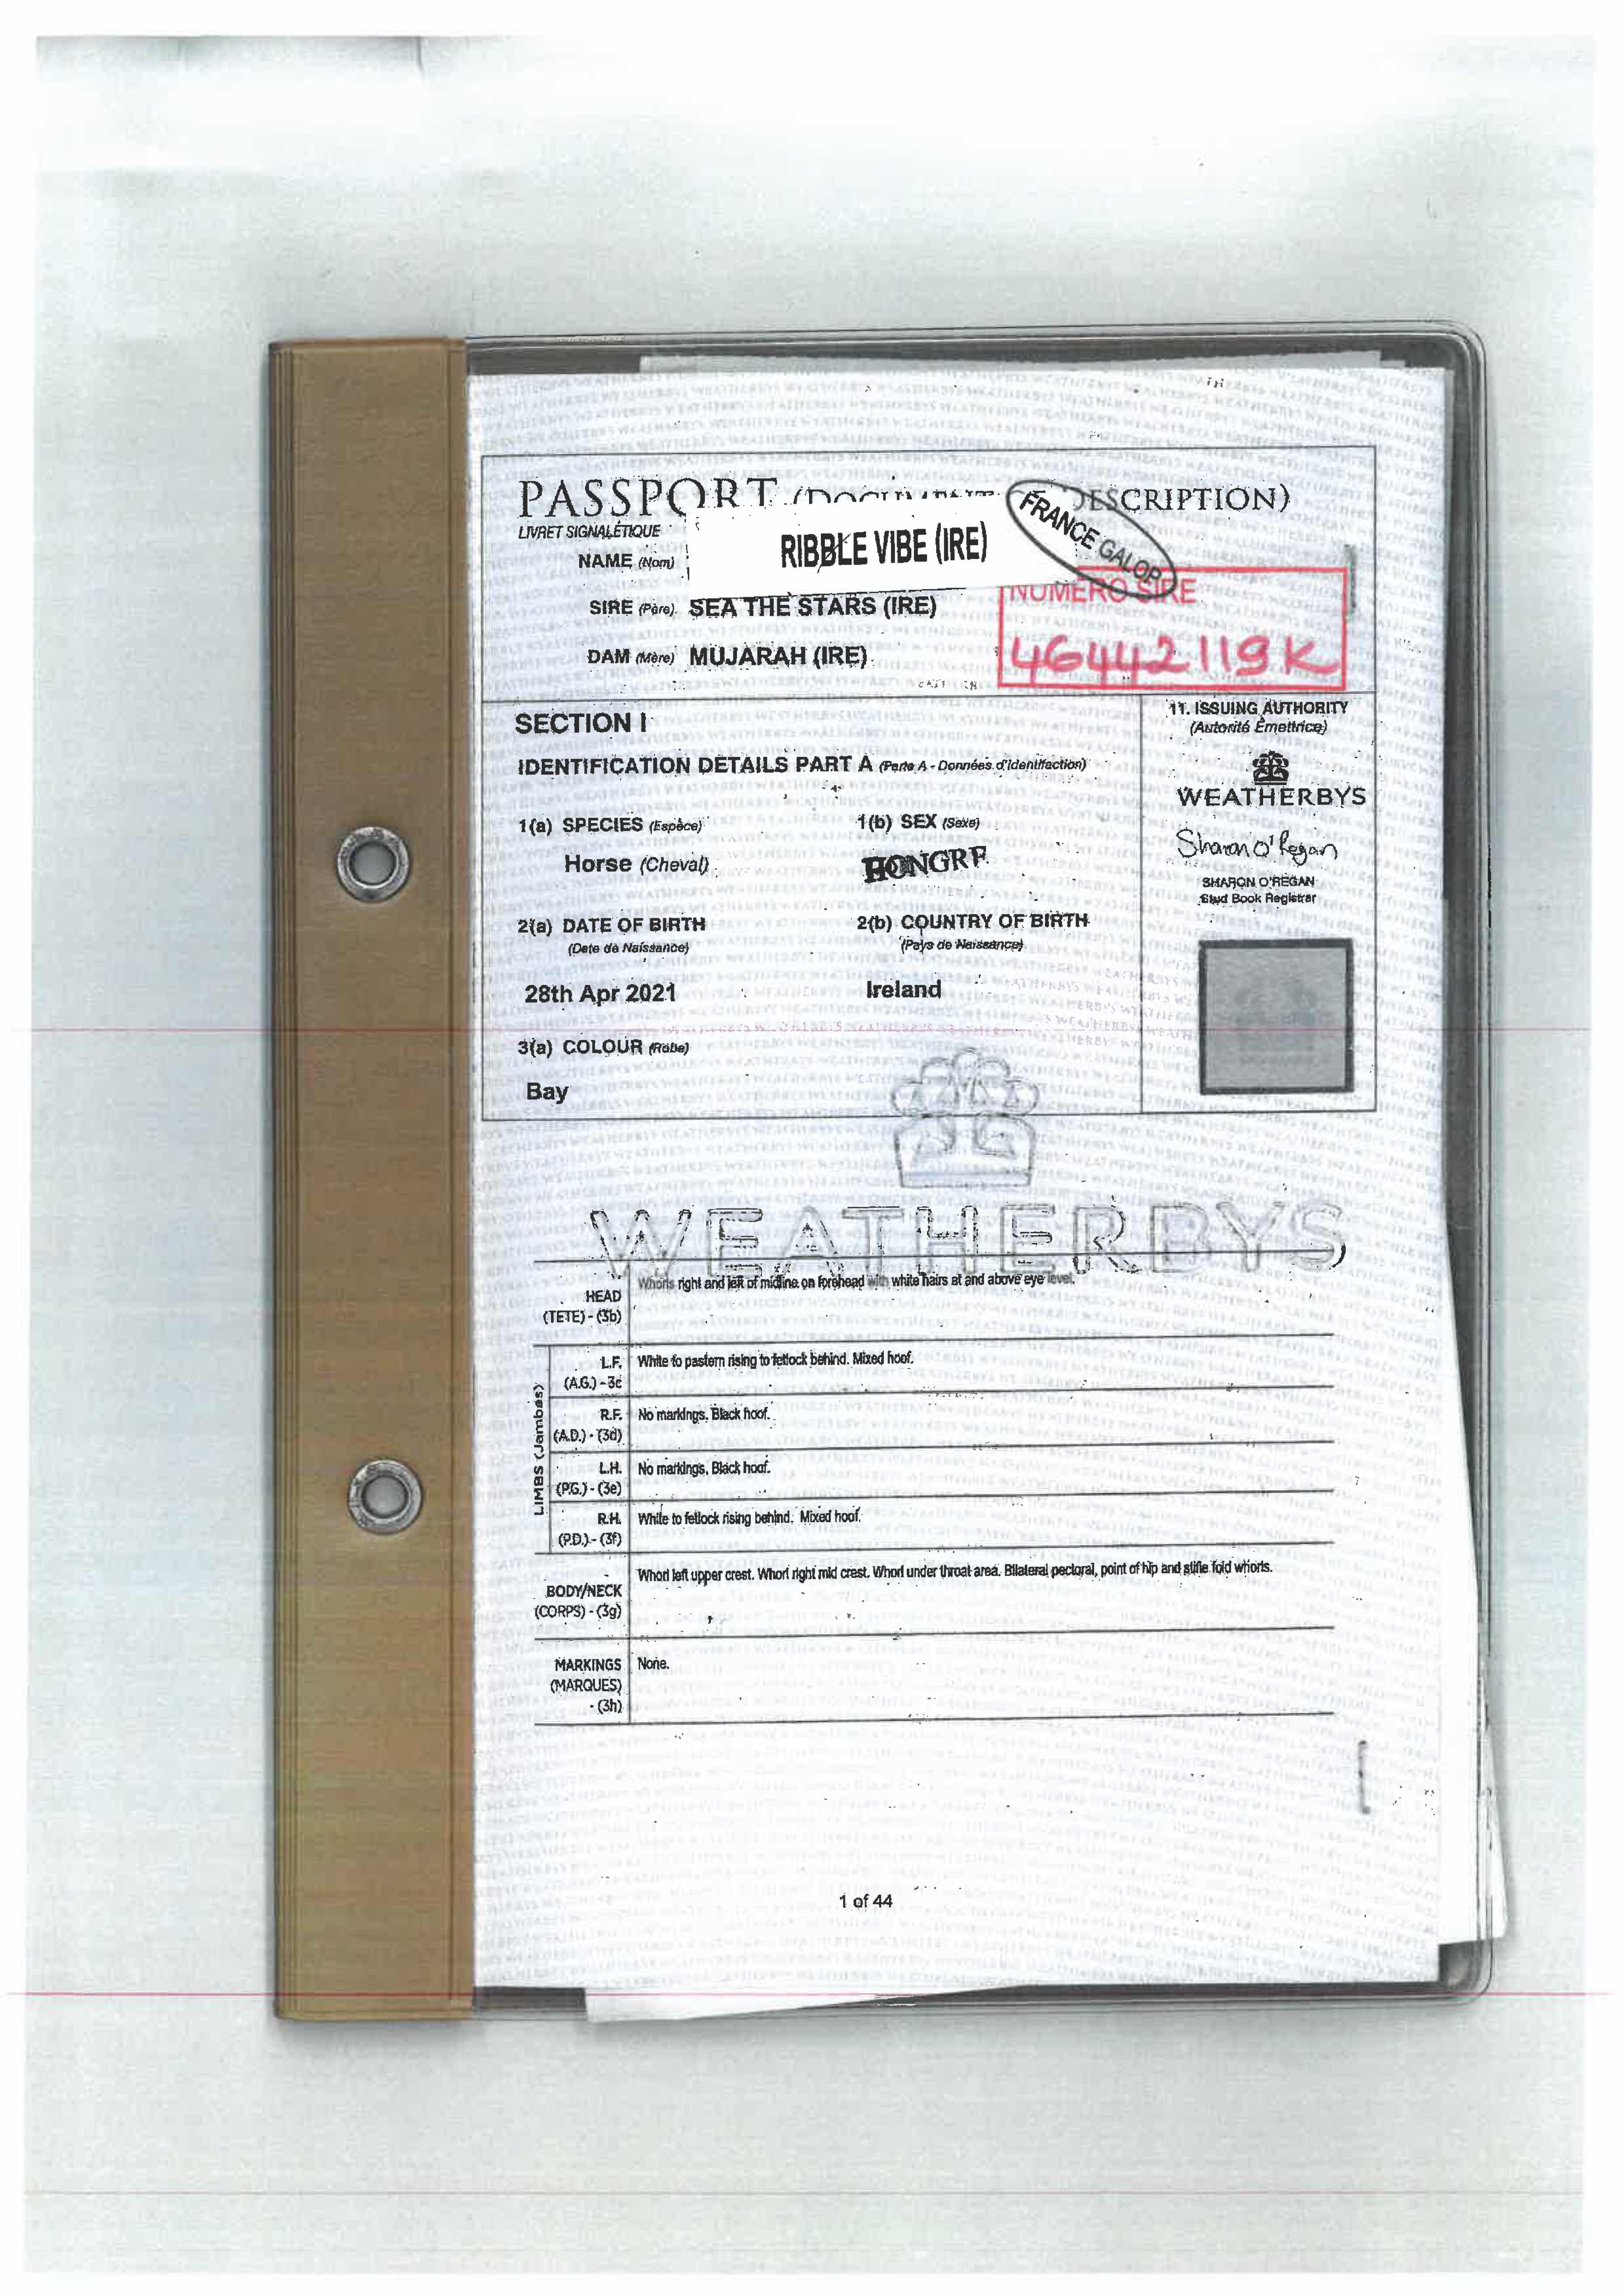 PASSPORT (DOCUMENT DESCRIPTION)
LIVRET SIGNALÉTIQUE
FRANCE GALOP
NAME (Nom) RIBBLE VIBE (IRE)
NUMERO SIRE
SIRE (Père) SEA THE STARS (IRE)
DAM (Mère) MUJARAH (IRE)
46442119K
SECTION I
IDENTIFICATION DETAILS PART A (Partie A - Données d'identification)
1(a) SPECIES (Espèce) 1(b) SEX (Sexe)
Horse (Cheval) HONGRE
2(a) DATE OF BIRTH 2(b) COUNTRY OF BIRTH
(Date de Naissance) (Pays de Naissance)
28th Apr 2021 Ireland
3(a) COLOUR (Robe)
Bay
11. ISSUING AUTHORITY
(Autorité Émettrice)
WEATHERBYS
Sharon O'Regan
SHARON O'REGAN
Stud Book Registrar
WEATHERBYS
HEAD Whorls right and left of midline on forehead with white hairs at and above eye level.
(TETE) - (3b)
LIMBS (Jambes)
L.F. White to pastern rising to fetlock behind. Mixed hoof.
(A.G.) - 3c
R.F. No markings. Black hoof.
(A.D.) - (3d)
L.H. No markings. Black hoof.
(P.G.) - (3e)
R.H. White to fetlock rising behind. Mixed hoof.
(P.D.) - (3f)
BODY/NECK Whorl left upper crest. Whorl right mid crest. Whorl under throat area. Bilateral pectoral, point of hip and stifle fold whorls.
(CORPS) - (3g)
MARKINGS None.
(MARQUES)
- (3h)
1 of 44